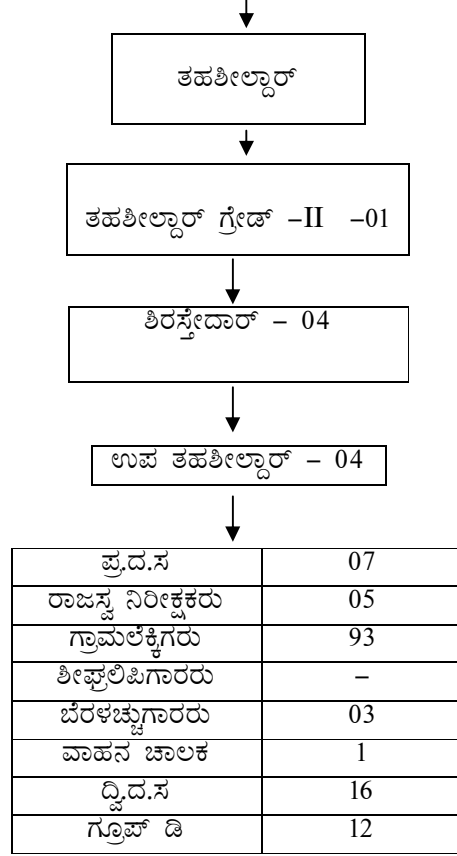 ತಹಶೀಲ್ದಾರ್
ತಹಶೀಲ್ದಾರ್ ಗ್ರೇಡ್ –II –01
ಶಿರಸ್ತೇದಾರ್ – 04
ಉಪ ತಹಶೀಲ್ದಾರ್ – 04
ಪ್ರ.ದ.ಸ 07
ರಾಜಸ್ವ ನಿರೀಕ್ಷಕರು 05
ಗ್ರಾಮಲೆಕ್ಕಿಗರು 93
ಶೀಘ್ರಲಿಪಿಗಾರರು –
ಬೆರಳಚ್ಚುಗಾರರು 03
ವಾಹನ ಚಾಲಕ 1
ದ್ವಿ.ದ.ಸ 16
ಗ್ರೂಪ್ ಡಿ 12